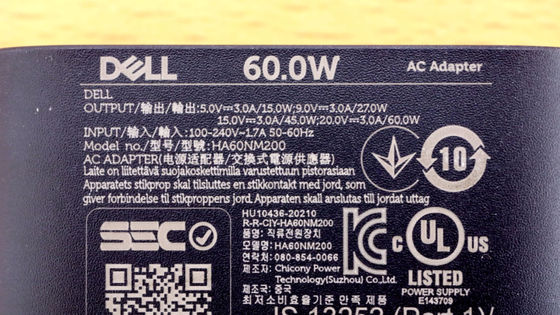 DELL 60.0W AC Adapter
DELL
OUTPUT/输出/輸出:5.0V⎓3.0A/15.0W;9.0V⎓3.0A/27.0W
15.0V⎓3.0A/45.0W;20.0V⎓3.0A/60.0W
INPUT/输入/輸入:100-240V~1.7A 50-60Hz
Model no./型号/型號:HA60NM200
AC ADAPTER(电源适配器/交換式電源供應器)
Laite on liitettävä suojakoskettimilla varustettuun pistorasiaan
Apparatets stikprop skal tilsluttes en stikkontakt med jord, som
giver forbindelse til stikproppens jord. Apparaten skall anslutas till jordat uttag
V
10
SEC
HU10436-20210
R-R-CIY-HA60NM200
품명: 직류전원장치
모델명: HA60NM200
연락처: 080-854-0066
제조자: Chicony Power
Technology(Suzhou) Co.,Ltd.
제조국: 중국
최저소비효율기준 만족 제품
KC
C UL US
LISTED
POWER SUPPLY
E143709
IS 13252 (Part 1)/